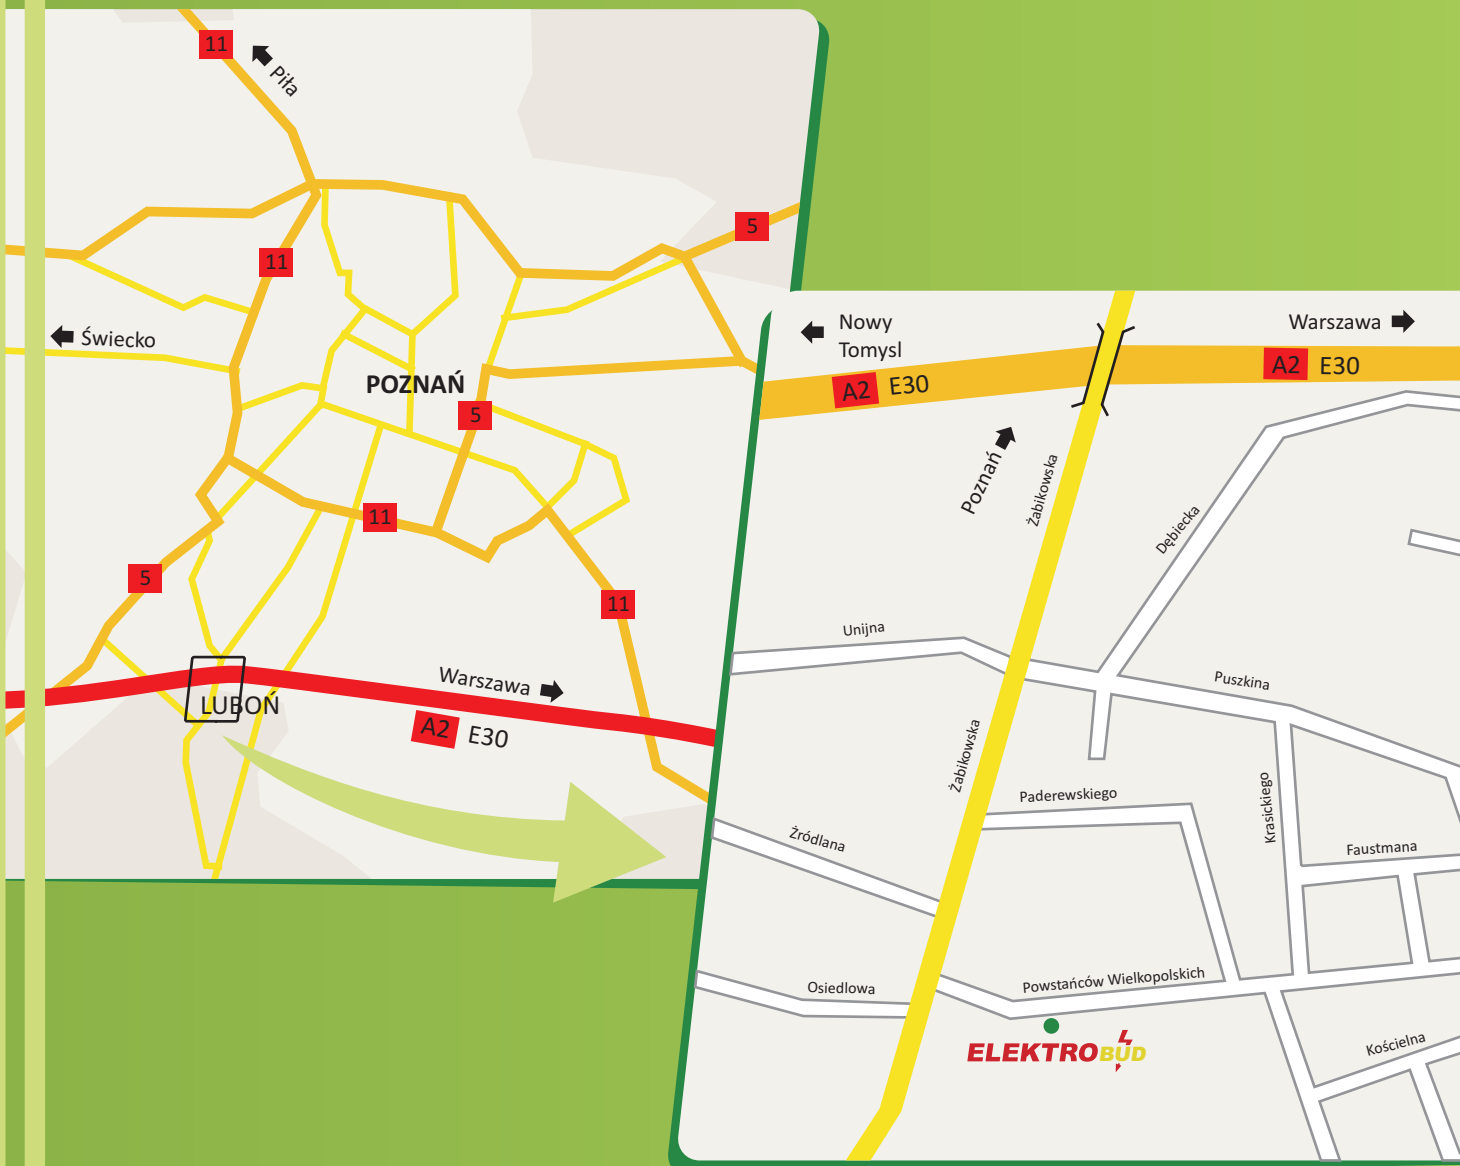 11
Piła
11
5
Świecko
POZNAŃ
5
11
5
11
Warszawa
LUBOŃ
A2 E30
Nowy
Tomysl
Warszawa
A2 E30
A2 E30
Poznań
Żabikowska
Dębiecka
Unijna
Puszkina
Żabikowska
Paderewskiego
Krasickiego
Źródlana
Faustmana
Osiedlowa
Powstańców Wielkopolskich
ELEKTROBUD
Kościelna